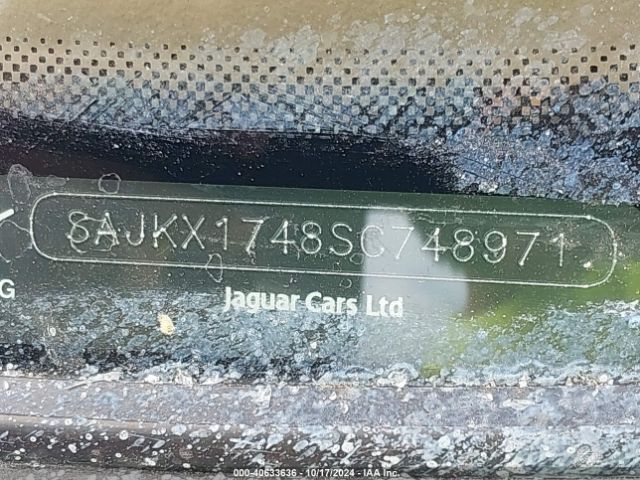 SAJKX1748SC748971
G
Jaguar Cars Ltd
000-40633636 - 10/17/2024 - IAA Inc.